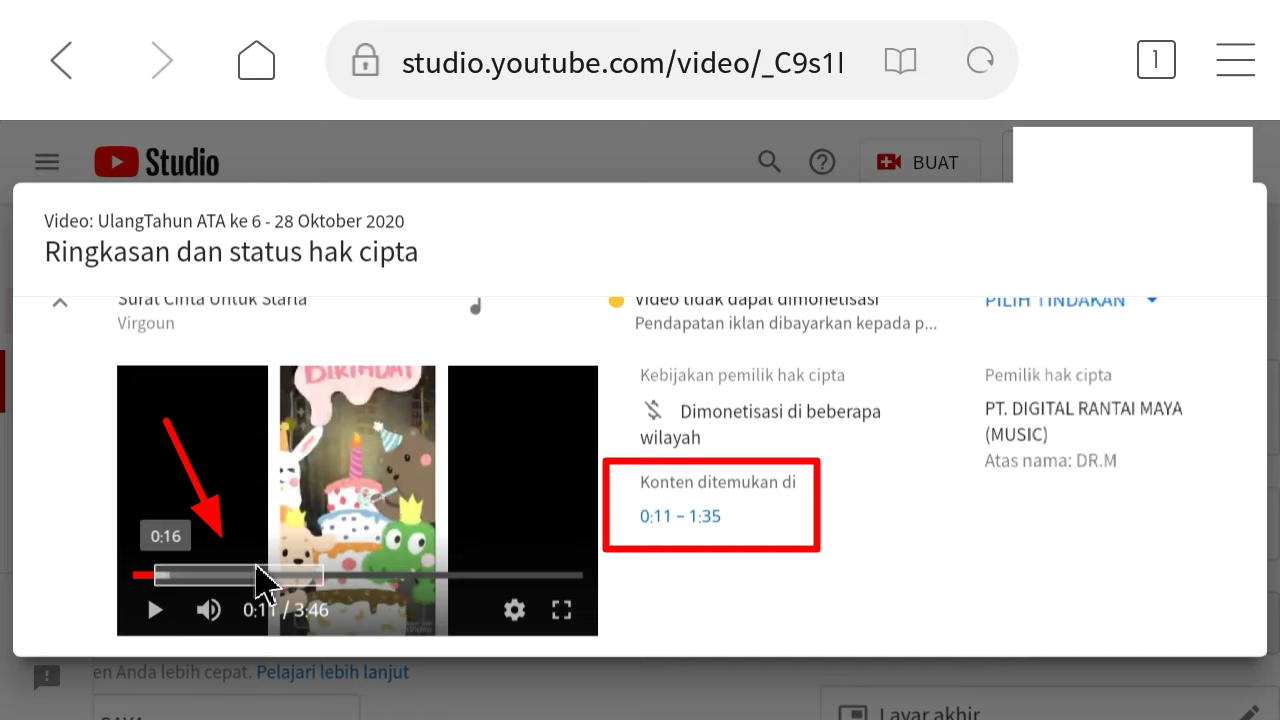 studio.youtube.com/video/_C9s1l
1
Studio
BUAT
Video: UlangTahun ATA ke 6 - 28 Oktober 2020
Ringkasan dan status hak cipta
Surat Cinta Untuk Starla
Virgoun
Video tidak dapat dimonetisasi
Pendapatan iklan dibayarkan kepada p...
PILIH TINDAKAN
BIRTHDAY
0:16
0:11 / 3:46
Kebijakan pemilik hak cipta
Dimonetisasi di beberapa
wilayah
Konten ditemukan di
0:11 – 1:35
Pemilik hak cipta
PT. DIGITAL RANTAI MAYA
(MUSIC)
Atas nama: DR.M
en Anda lebih cepat. Pelajari lebih lanjut
Layar akhir